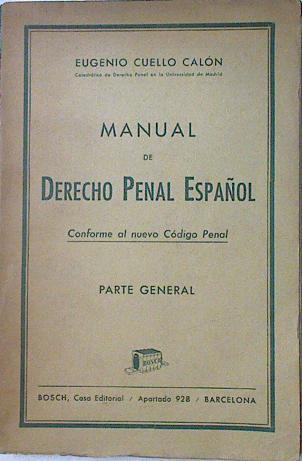 EUGENIO CUELLO CALÓN
Catedrático de Derecho Penal en la Universidad de Madrid
MANUAL
DE
DERECHO PENAL ESPAÑOL
Conforme al nuevo Código Penal
PARTE GENERAL
BOSCH
BOSCH, Casa Editorial / Apartado 928 / BARCELONA